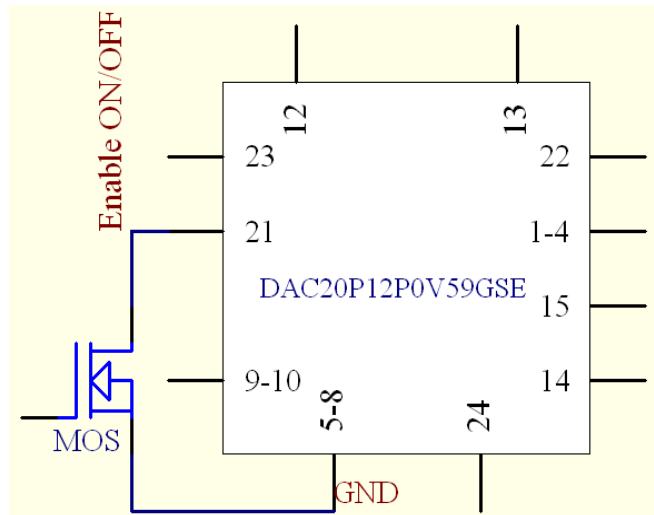 Enable ON/OFF
12
13
23
22
21
1-4
DAC20P12P0V59GSE
15
9-10
14
5-8
24
MOS
GND